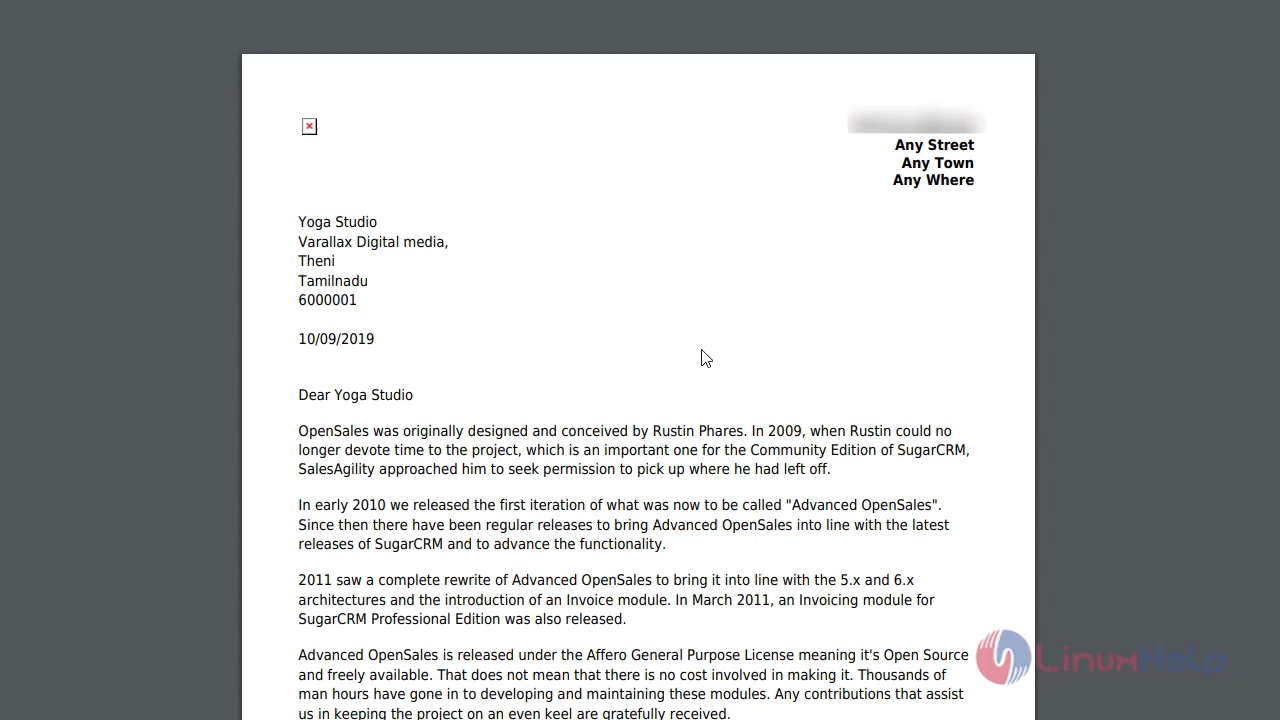 Any Street
Any Town
Any Where
Yoga Studio
Varallax Digital media,
Theni
Tamilnadu
6000001
10/09/2019
Dear Yoga Studio
OpenSales was originally designed and conceived by Rustin Phares. In 2009, when Rustin could no
longer devote time to the project, which is an important one for the Community Edition of SugarCRM,
SalesAgility approached him to seek permission to pick up where he had left off.
In early 2010 we released the first iteration of what was now to be called "Advanced OpenSales".
Since then there have been regular releases to bring Advanced OpenSales into line with the latest
releases of SugarCRM and to advance the functionality.
2011 saw a complete rewrite of Advanced OpenSales to bring it into line with the 5.x and 6.x
architectures and the introduction of an Invoice module. In March 2011, an Invoicing module for
SugarCRM Professional Edition was also released.
Advanced OpenSales is released under the Affero General Purpose License meaning it's Open Source
and freely available. That does not mean that there is no cost involved in making it. Thousands of
man hours have gone in to developing and maintaining these modules. Any contributions that assist
us in keeping the project on an even keel are gratefully received.
LinuxHelp